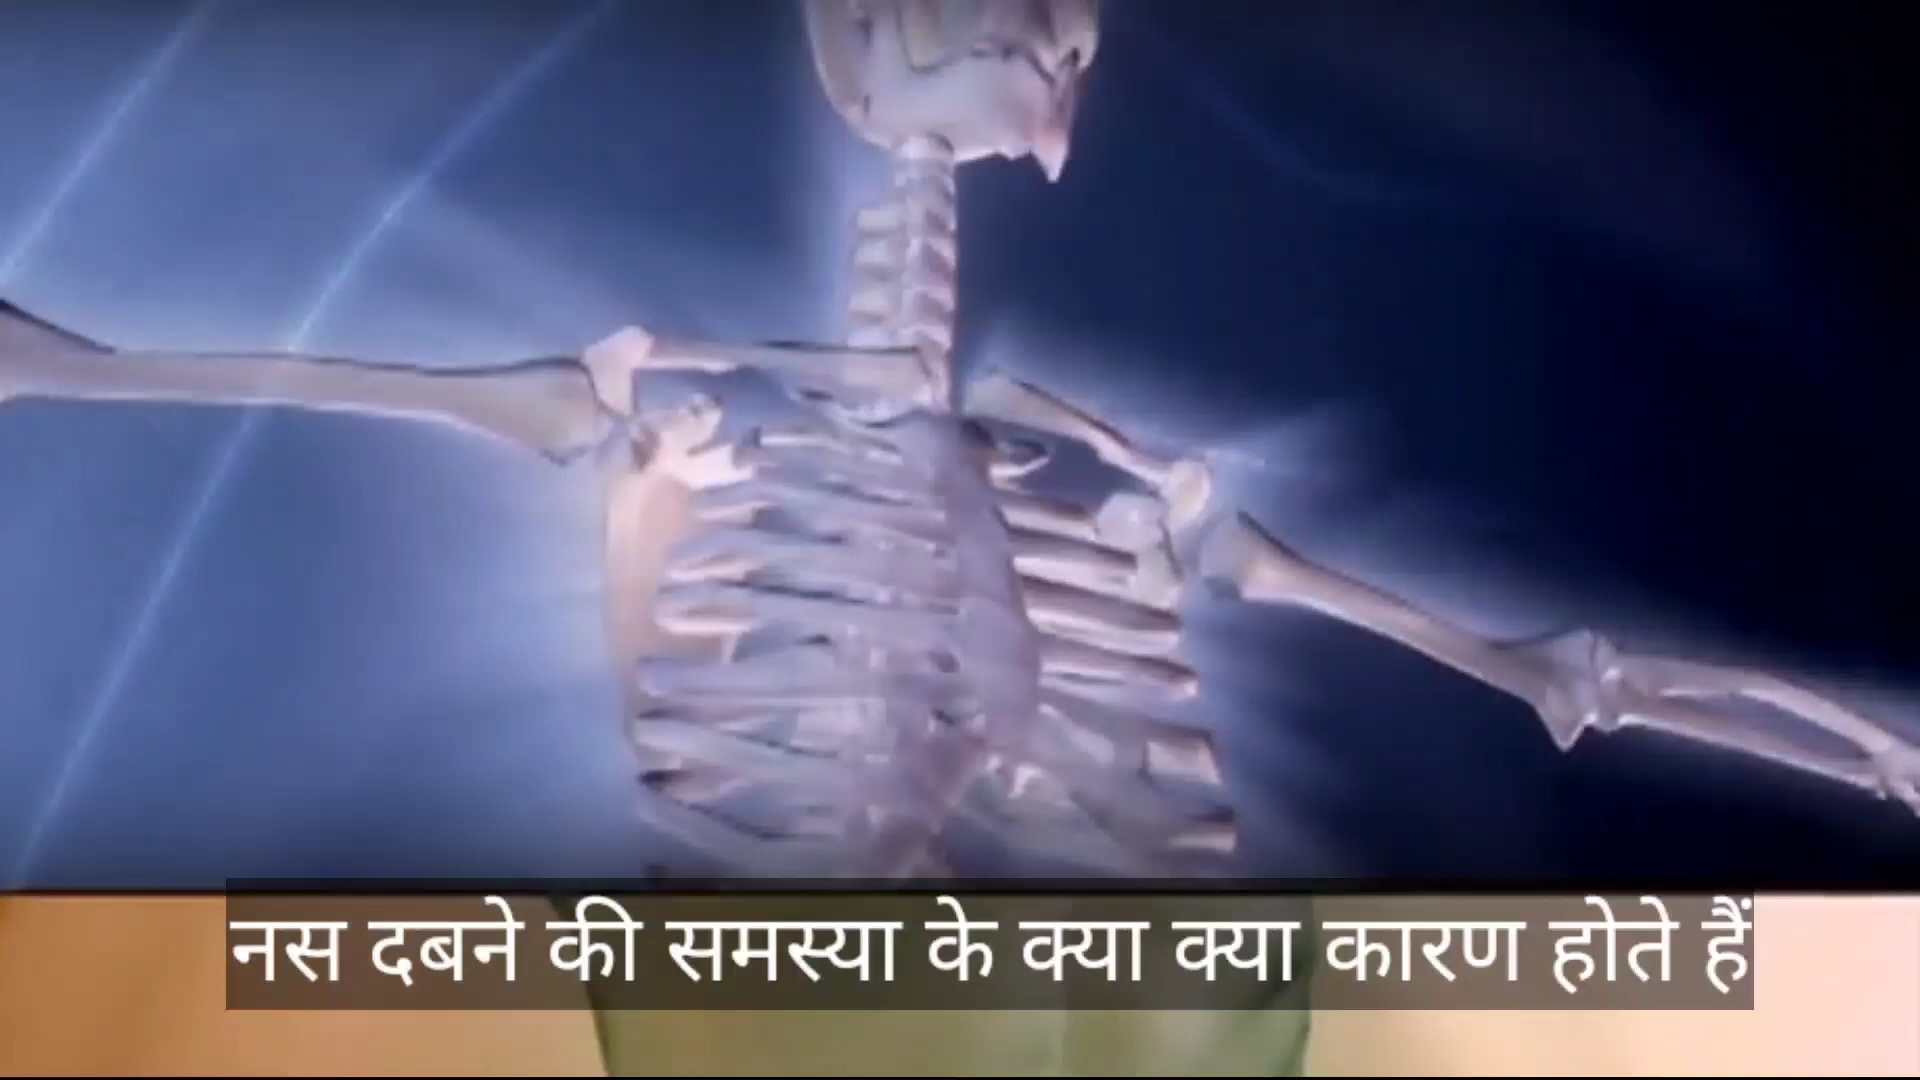 नस दबने की समस्या के क्या क्या कारण होते हैं